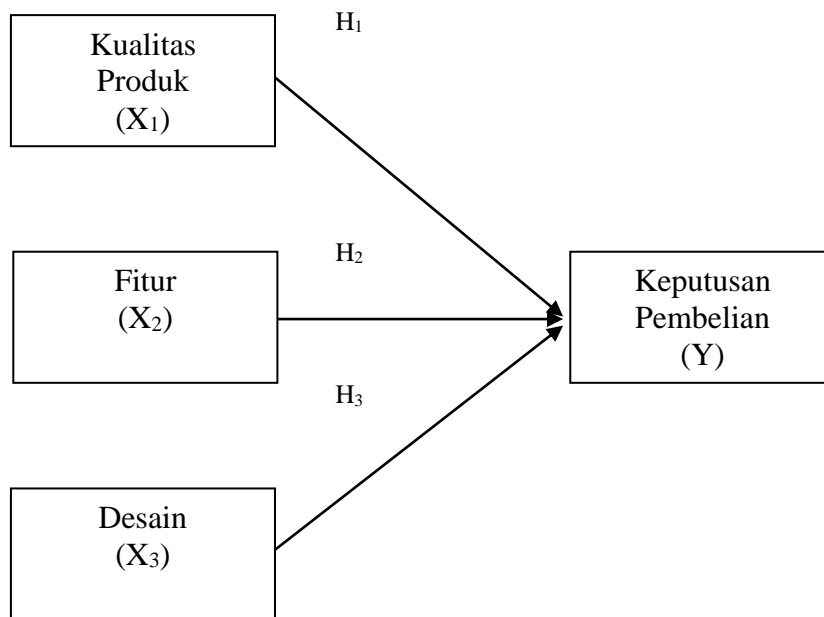 H₁
Kualitas
Produk
(X₁)
H₂
Fitur
(X₂)
Keputusan
Pembelian
(Y)
H₃
Desain
(X₃)